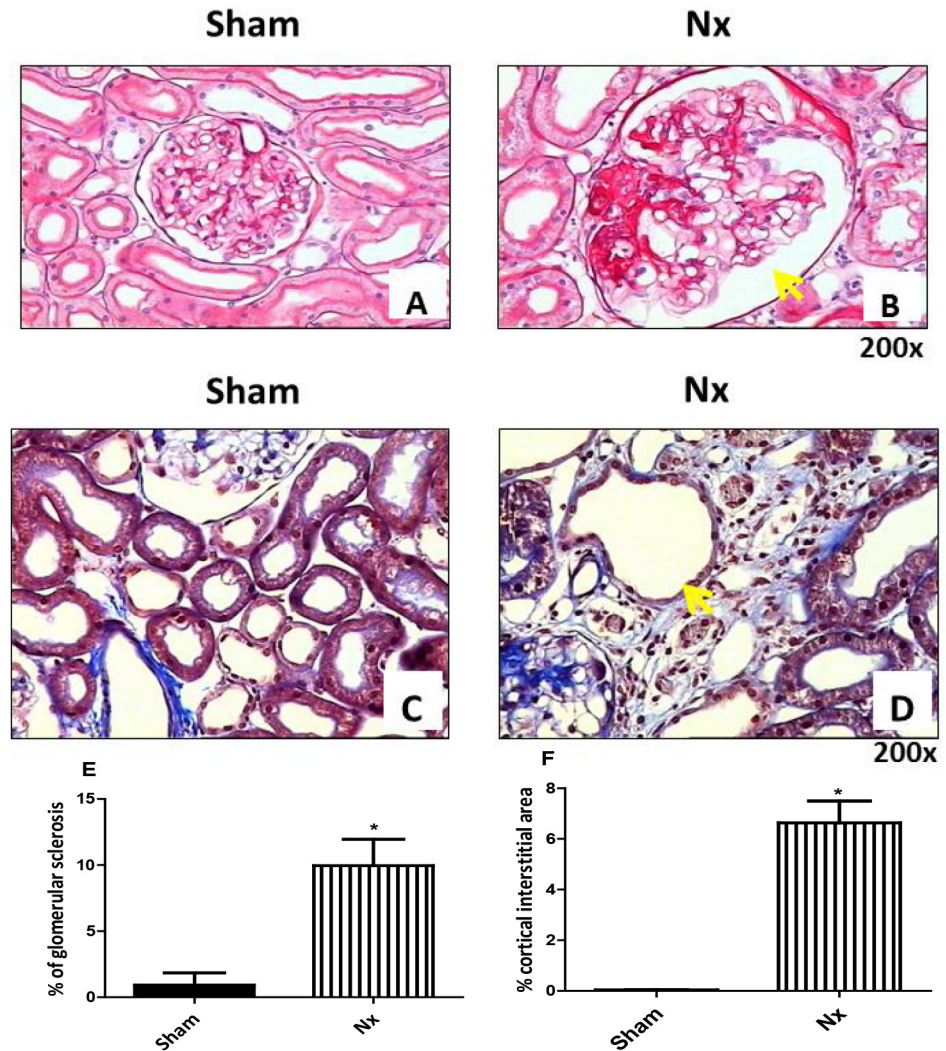 Sham
Nx
A
B
200x
Sham
Nx
C
D
200x
E
% of glomerular sclerosis
15
10
5
0
*
Sham
Nx
F
% cortical interstitial area
8
6
4
2
0
*
Sham
Nx